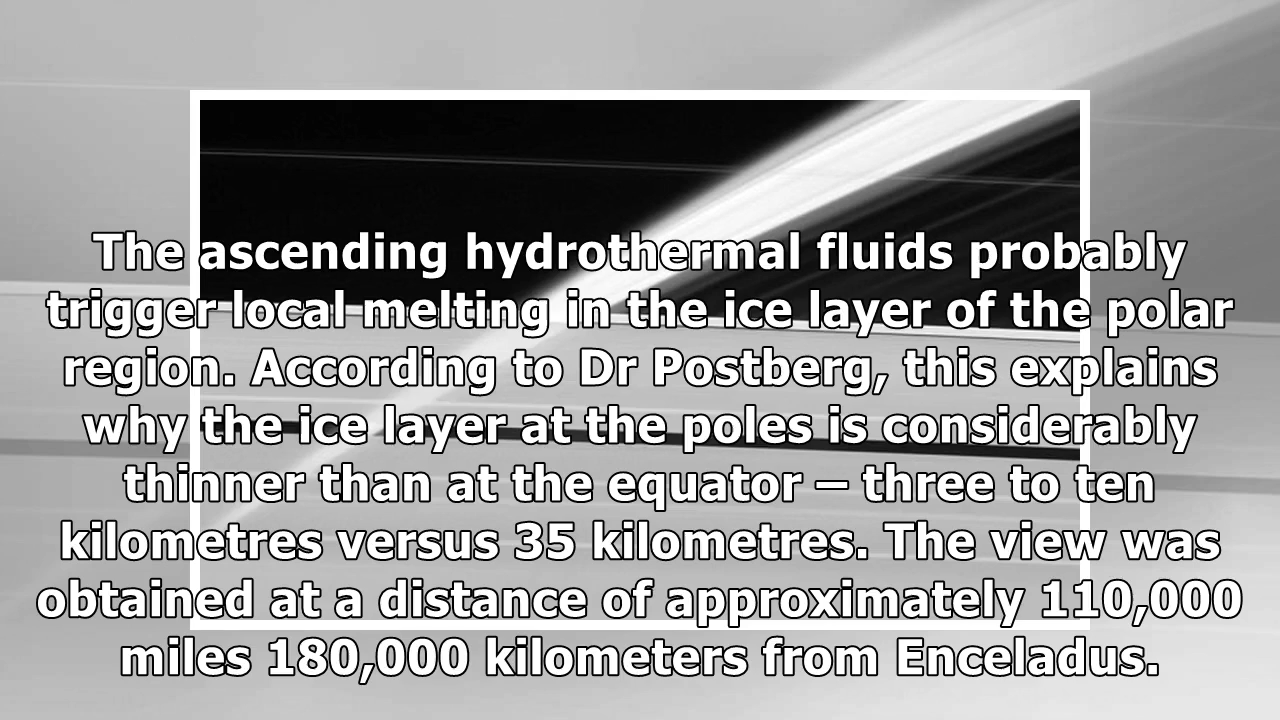 The ascending hydrothermal fluids probably
trigger local melting in the ice layer of the polar
region. According to Dr Postberg, this explains
why the ice layer at the poles is considerably
thinner than at the equator – three to ten
kilometres versus 35 kilometres. The view was
obtained at a distance of approximately 110,000
miles 180,000 kilometers from Enceladus.